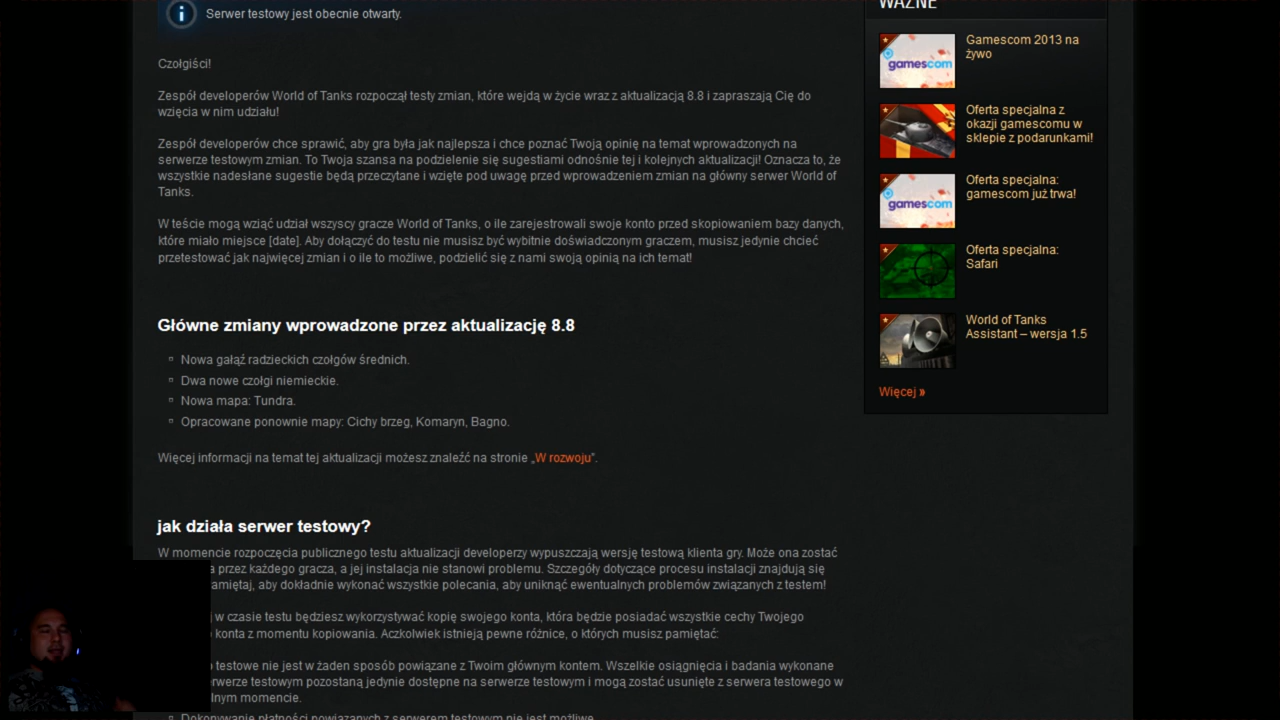 Serwer testowy jest obecnie otwarty.
Czołgiści!
Zespół developerów World of Tanks rozpoczął testy zmian, które wejdą w życie wraz z aktualizacją 8.8 i zapraszają Cię do
wzięcia w nim udziału!
Zespół developerów chce sprawić, aby gra była jak najlepsza i chce poznać Twoją opinię na temat wprowadzonych na
serwerze testowym zmian. To Twoja szansa na podzielenie się sugestiami odnośnie tej i kolejnych aktualizacji! Oznacza to, że
wszystkie nadesłane sugestie będą przeczytane i wzięte pod uwagę przed wprowadzeniem zmian na główny serwer World of
Tanks.
W teście mogą wziąć udział wszyscy gracze World of Tanks, o ile zarejestrowali swoje konto przed skopiowaniem bazy danych,
które miało miejsce [date]. Aby dołączyć do testu nie musisz być wybitnie doświadczonym graczem, musisz jedynie chcieć
przetestować jak najwięcej zmian i o ile to możliwe, podzielić się z nami swoją opinią na ich temat!
Główne zmiany wprowadzone przez aktualizację 8.8
Nowa gałąź radzieckich czołgów średnich.
Dwa nowe czołgi niemieckie.
Nowa mapa: Tundra.
Opracowane ponownie mapy: Cichy brzeg, Komaryn, Bagno.
Więcej informacji na temat tej aktualizacji możesz znaleźć na stronie „W rozwoju”.
jak działa serwer testowy?
W momencie rozpoczęcia publicznego testu aktualizacji developerzy wypuszczają wersję testową klienta gry. Może ona zostać
przez każdego gracza, a jej instalacja nie stanowi problemu. Szczegóły dotyczące procesu instalacji znajdują się
amiętaj, aby dokładnie wykonać wszystkie polecania, aby uniknąć ewentualnych problemów związanych z testem!
w czasie testu będziesz wykorzystywać kopię swojego konta, która będzie posiadać wszystkie cechy Twojego
konta z momentu kopiowania. Aczkolwiek istnieją pewne różnice, o których musisz pamiętać:
testowe nie jest w żaden sposób powiązane z Twoim głównym kontem. Wszelkie osiągnięcia i badania wykonane
erwerze testowym pozostaną jedynie dostępne na serwerze testowym i mogą zostać usunięte z serwera testowego w
lnym momencie.
Dokonywanie płatności powiązanych z serwerem testowym nie jest możliwe.
WAŻNE
gamescom
Gamescom 2013 na
żywo
Oferta specjalna z
okazji gamescomu w
sklepie z podarunkami!
gamescom
Oferta specjalna:
gamescom już trwa!
Oferta specjalna:
Safari
World of Tanks
Assistant – wersja 1.5
Więcej »